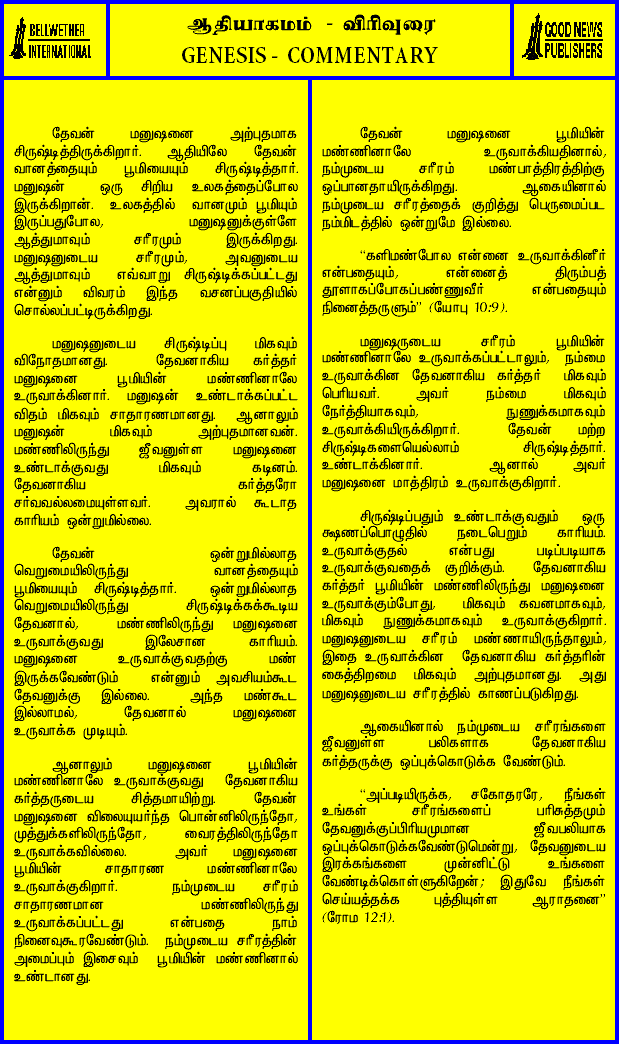 BELLWETHER
INTERNATIONAL
ஆதியாகமம் - விரிவுரை
GENESIS - COMMENTARY
GOOD NEWS
PUBLISHERS
தேவன் மனுஷனை அற்புதமாக
சிருஷ்டித்திருக்கிறார். ஆதியிலே தேவன்
வானத்தையும் பூமியையும் சிருஷ்டித்தார்.
மனுஷன் ஒரு சிறிய உலகத்தைப்போல
இருக்கிறான். உலகத்தில் வானமும் பூமியும்
இருப்பதுபோல, மனுஷனுக்குள்ளே
ஆத்துமாவும் சரீரமும் இருக்கிறது.
மனுஷனுடைய சரீரமும், அவனுடைய
ஆத்துமாவும் எவ்வாறு சிருஷ்டிக்கப்பட்டது
என்னும் விவரம் இந்த வசனப்பகுதியில்
சொல்லப்பட்டிருக்கிறது.
மனுஷனுடைய சிருஷ்டிப்பு மிகவும்
விநோதமானது. தேவனாகிய கர்த்தர்
மனுஷனை பூமியின் மண்ணினாலே
உருவாக்கினார். மனுஷன் உண்டாக்கப்பட்ட
விதம் மிகவும் சாதாரணமானது. ஆனாலும்
மனுஷன் மிகவும் அற்புதமானவன்.
மண்ணிலிருந்து ஜீவனுள்ள மனுஷனை
உண்டாக்குவது மிகவும் கடினம்.
தேவனாகிய கர்த்தரோ
சர்வவல்லமையுள்ளவர். அவரால் கூடாத
காரியம் ஒன்றுமில்லை.
தேவன் ஒன்றுமில்லாத
வெறுமையிலிருந்து வானத்தையும்
பூமியையும் சிருஷ்டித்தார். ஒன்றுமில்லாத
வெறுமையிலிருந்து சிருஷ்டிக்கக்கூடிய
தேவனால், மண்ணிலிருந்து மனுஷனை
உருவாக்குவது இலேசான காரியம்.
மனுஷனை உருவாக்குவதற்கு மண்
இருக்கவேண்டும் என்னும் அவசியம்கூட
தேவனுக்கு இல்லை. அந்த மண்கூட
இல்லாமல், தேவனால் மனுஷனை
உருவாக்க முடியும்.
ஆனாலும் மனுஷனை பூமியின்
மண்ணினாலே உருவாக்குவது தேவனாகிய
கர்த்தருடைய சித்தமாயிற்று. தேவன்
மனுஷனை விலையுயர்ந்த பொன்னிலிருந்தோ,
முத்துக்களிலிருந்தோ, வைரத்திலிருந்தோ
உருவாக்கவில்லை. அவர் மனுஷனை
பூமியின் சாதாரண மண்ணினாலே
உருவாக்குகிறார். நம்முடைய சரீரம்
சாதாரணமான மண்ணிலிருந்து
உருவாக்கப்பட்டது என்பதை நாம்
நினைவுகூரவேண்டும். நம்முடைய சரீரத்தின்
அமைப்பும் இசைவும் பூமியின் மண்ணினால்
உண்டானது.
தேவன் மனுஷனை பூமியின்
மண்ணினாலே உருவாக்கியதினால்,
நம்முடைய சரீரம் மண்பாத்திரத்திற்கு
ஒப்பானதாயிருக்கிறது. ஆகையினால்
நம்முடைய சரீரத்தைக் குறித்து பெருமைப்பட
நம்மிடத்தில் ஒன்றுமே இல்லை.
“களிமண்போல என்னை உருவாக்கினீர்
என்பதையும், என்னைத் திரும்பத்
தூளாகப்போகப்பண்ணுவீர் என்பதையும்
நினைத்தருளும்” (யோபு 10:9).
மனுஷருடைய சரீரம் பூமியின்
மண்ணினாலே உருவாக்கப்பட்டாலும், நம்மை
உருவாக்கின தேவனாகிய கர்த்தர் மிகவும்
பெரியவர். அவர் நம்மை மிகவும்
நேர்த்தியாகவும், நுணுக்கமாகவும்
உருவாக்கியிருக்கிறார். தேவன் மற்ற
சிருஷ்டிகளையெல்லாம் சிருஷ்டித்தார்.
உண்டாக்கினார். ஆனால் அவர்
மனுஷனை மாத்திரம் உருவாக்குகிறார்.
சிருஷ்டிப்பதும் உண்டாக்குவதும் ஒரு
க்ஷணப்பொழுதில் நடைபெறும் காரியம்.
உருவாக்குதல் என்பது படிப்படியாக
உருவாக்குவதைக் குறிக்கும். தேவனாகிய
கர்த்தர் பூமியின் மண்ணிலிருந்து மனுஷனை
உருவாக்கும்போது, மிகவும் கவனமாகவும்,
மிகவும் நுணுக்கமாகவும் உருவாக்குகிறார்.
மனுஷனுடைய சரீரம் மண்ணாயிருந்தாலும்,
இதை உருவாக்கின தேவனாகிய கர்த்தரின்
கைத்திறமை மிகவும் அற்புதமானது. அது
மனுஷனுடைய சரீரத்தில் காணப்படுகிறது.
ஆகையினால் நம்முடைய சரீரங்களை
ஜீவனுள்ள பலிகளாக தேவனாகிய
கர்த்தருக்கு ஒப்புக்கொடுக்க வேண்டும்.
“அப்படியிருக்க, சகோதரரே, நீங்கள்
உங்கள் சரீரங்களைப் பரிசுத்தமும்
தேவனுக்குப்பிரியமுமான ஜீவபலியாக
ஒப்புக்கொடுக்கவேண்டுமென்று, தேவனுடைய
இரக்கங்களை முன்னிட்டு உங்களை
வேண்டிக்கொள்ளுகிறேன்; இதுவே நீங்கள்
செய்யத்தக்க புத்தியுள்ள ஆராதனை”
(ரோம 12:1).